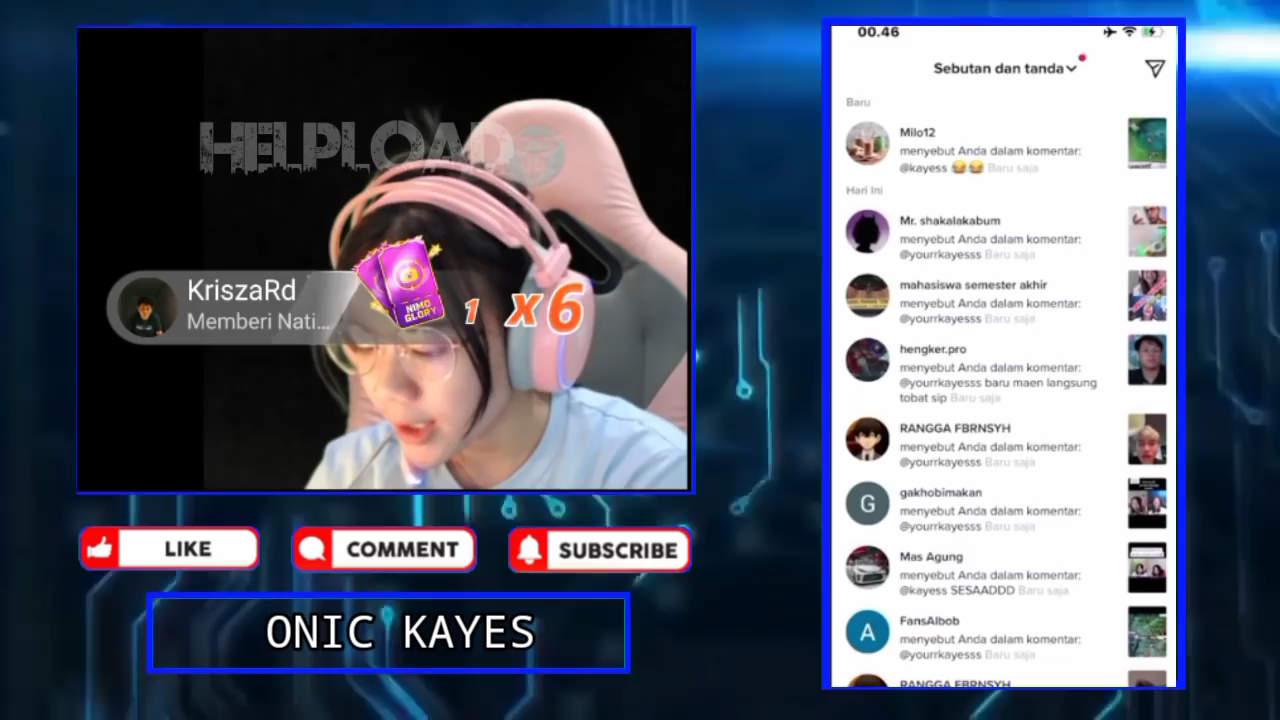 HELPLOAD
KriszaRd
Memberi Nati...
NIMO
GLORY
1 x6
LIKE
COMMENT
SUBSCRIBE
ONIC KAYES
00.46
Sebutan dan tanda
Baru
Milo12
menyebut Anda dalam komentar:
@kayess 😂😂 Baru saja
Hari Ini
Mr. shakalakabum
menyebut Anda dalam komentar:
@yourrkayesss Baru saja
mahasiswa semester akhir
menyebut Anda dalam komentar:
@yourrkayesss Baru saja
hengker.pro
menyebut Anda dalam komentar:
@yourrkayesss baru maen langsung
tobat sip Baru saja
RANGGA FBRNSYH
menyebut Anda dalam komentar:
@yourrkayesss Baru saja
G
gakhobimakan
menyebut Anda dalam komentar:
@yourrkayesss Baru saja
Mas Agung
menyebut Anda dalam komentar:
@kayess SESAADDD Baru saja
A
FansAlbob
menyebut Anda dalam komentar:
@yourrkayesss Baru saja
RANGGA FBRNSYH